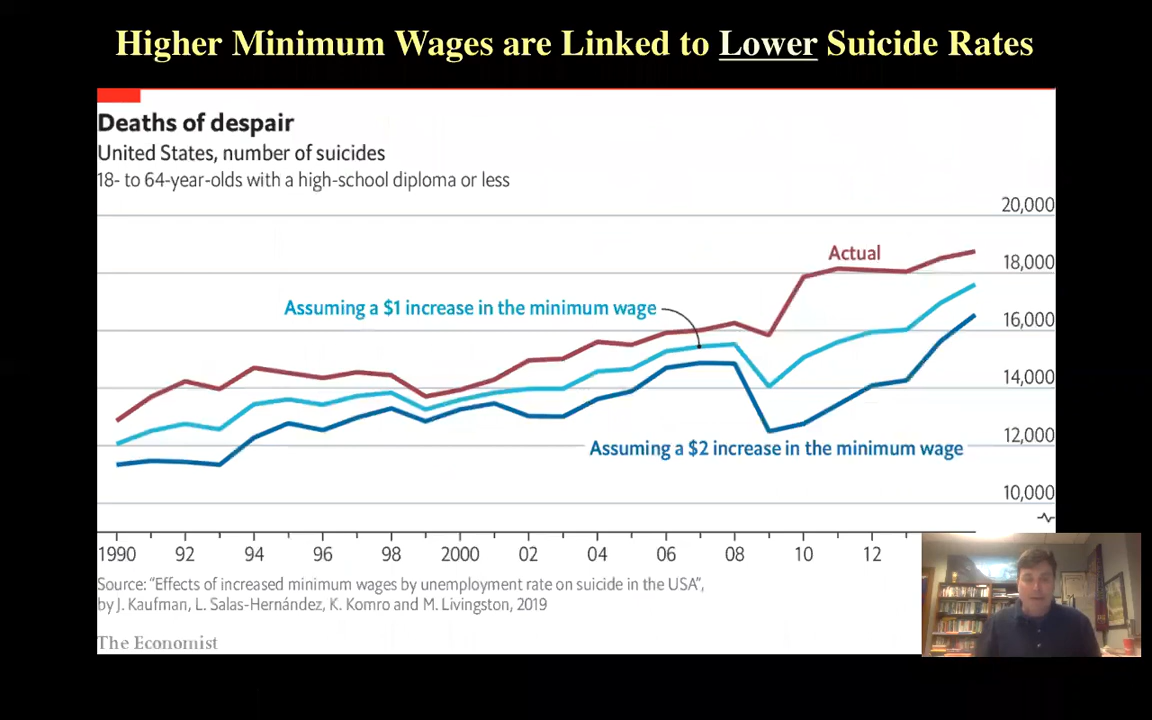 Higher Minimum Wages are Linked to Lower Suicide Rates
Deaths of despair
United States, number of suicides
18- to 64-year-olds with a high-school diploma or less
20,000
Actual
18,000
Assuming a $1 increase in the minimum wage
16,000
14,000
12,000
Assuming a $2 increase in the minimum wage
10,000
1990 92 94 96 98 2000 02 04 06 08 10 12
Source: “Effects of increased minimum wages by unemployment rate on suicide in the USA”,
by J. Kaufman, L. Salas-Hernández, K. Komro and M. Livingston, 2019
The Economist